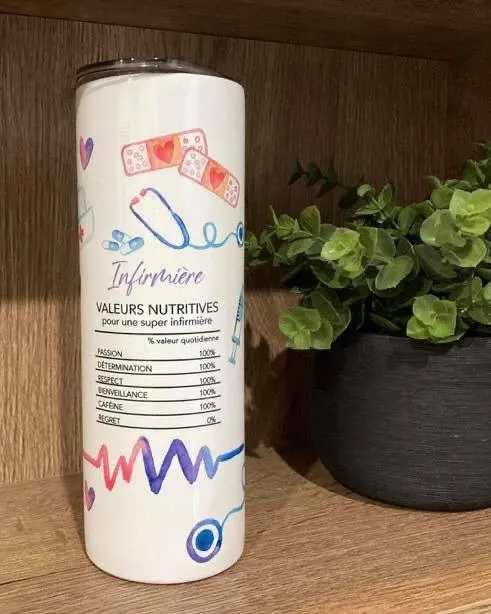 Infirmière
VALEURS NUTRITIVES
pour une super infirmière
% valeur quotidienne
PASSION 100%
DÉTERMINATION 100%
RESPECT 100%
BIENVEILLANCE 100%
CAFÉINE 100%
REGRET 0%